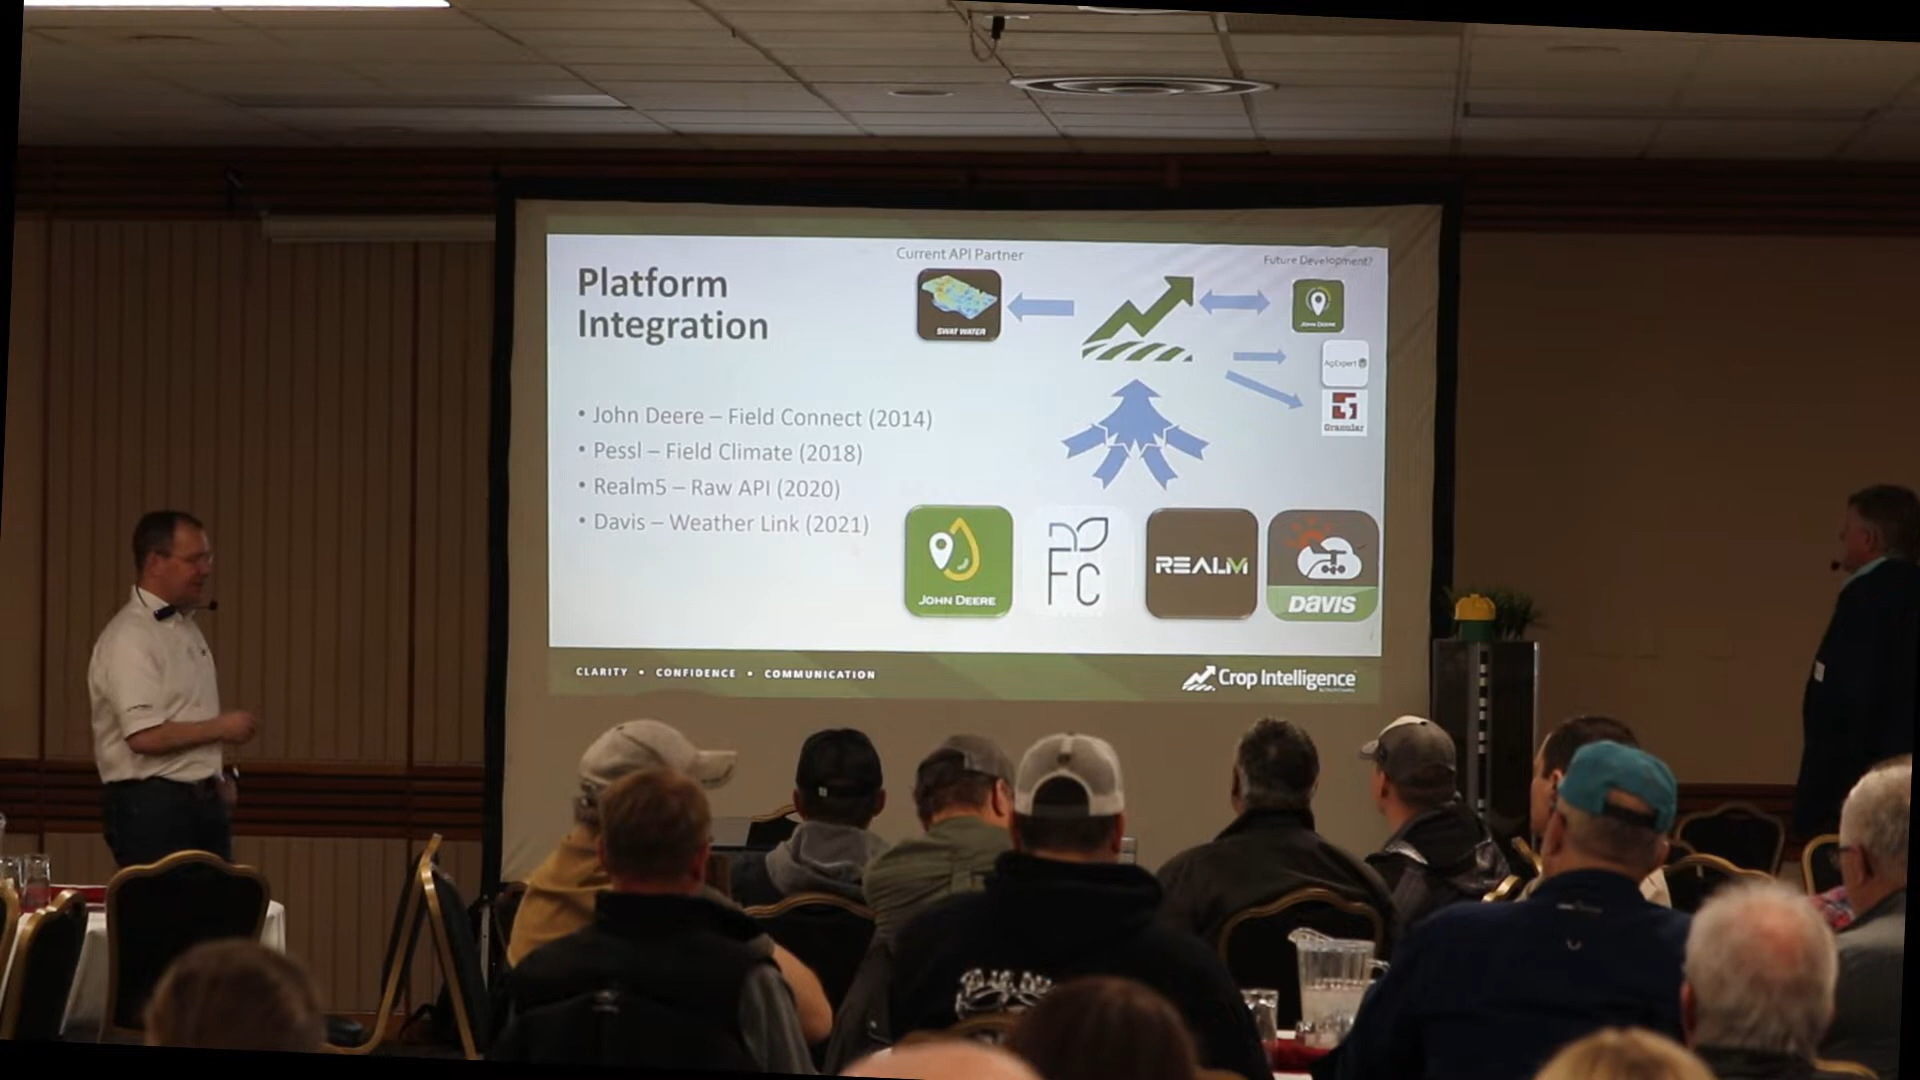 Current API Partner
Future Development?
Platform
Integration
SWAT WATER
JOHN DEERE
AgExpert
Granular
• John Deere – Field Connect (2014)
• Pessl – Field Climate (2018)
• Realm5 – Raw API (2020)
• Davis – Weather Link (2021)
JOHN DEERE
FC
REALM
DAVIS
CLARITY • CONFIDENCE • COMMUNICATION
Crop Intelligence